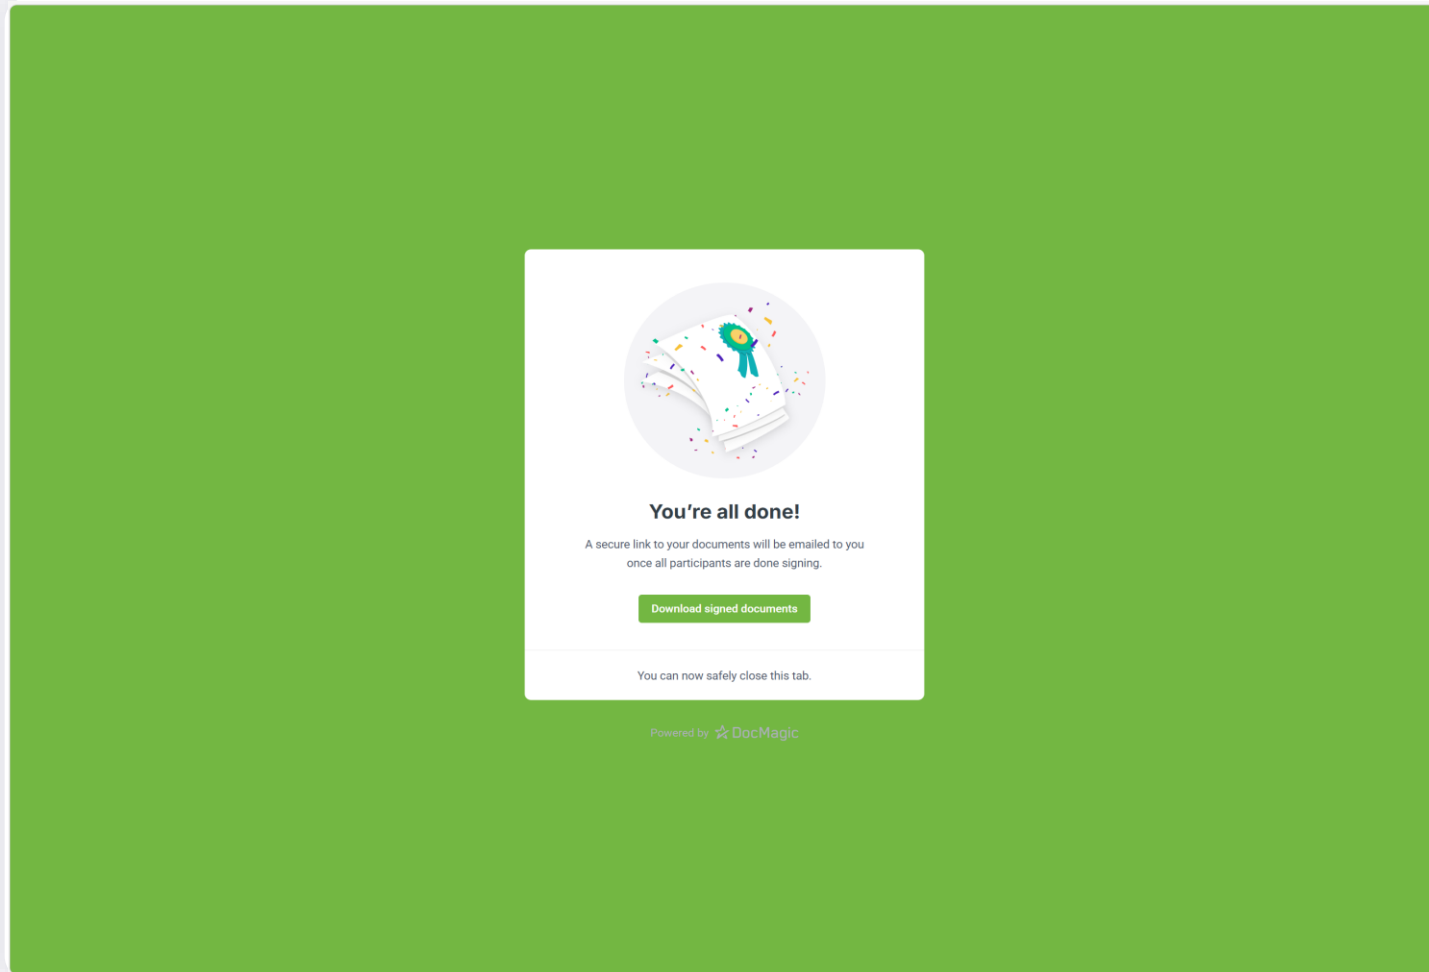 You’re all done!
A secure link to your documents will be emailed to you
once all participants are done signing.
Download signed documents
You can now safely close this tab.
Powered by DocMagic